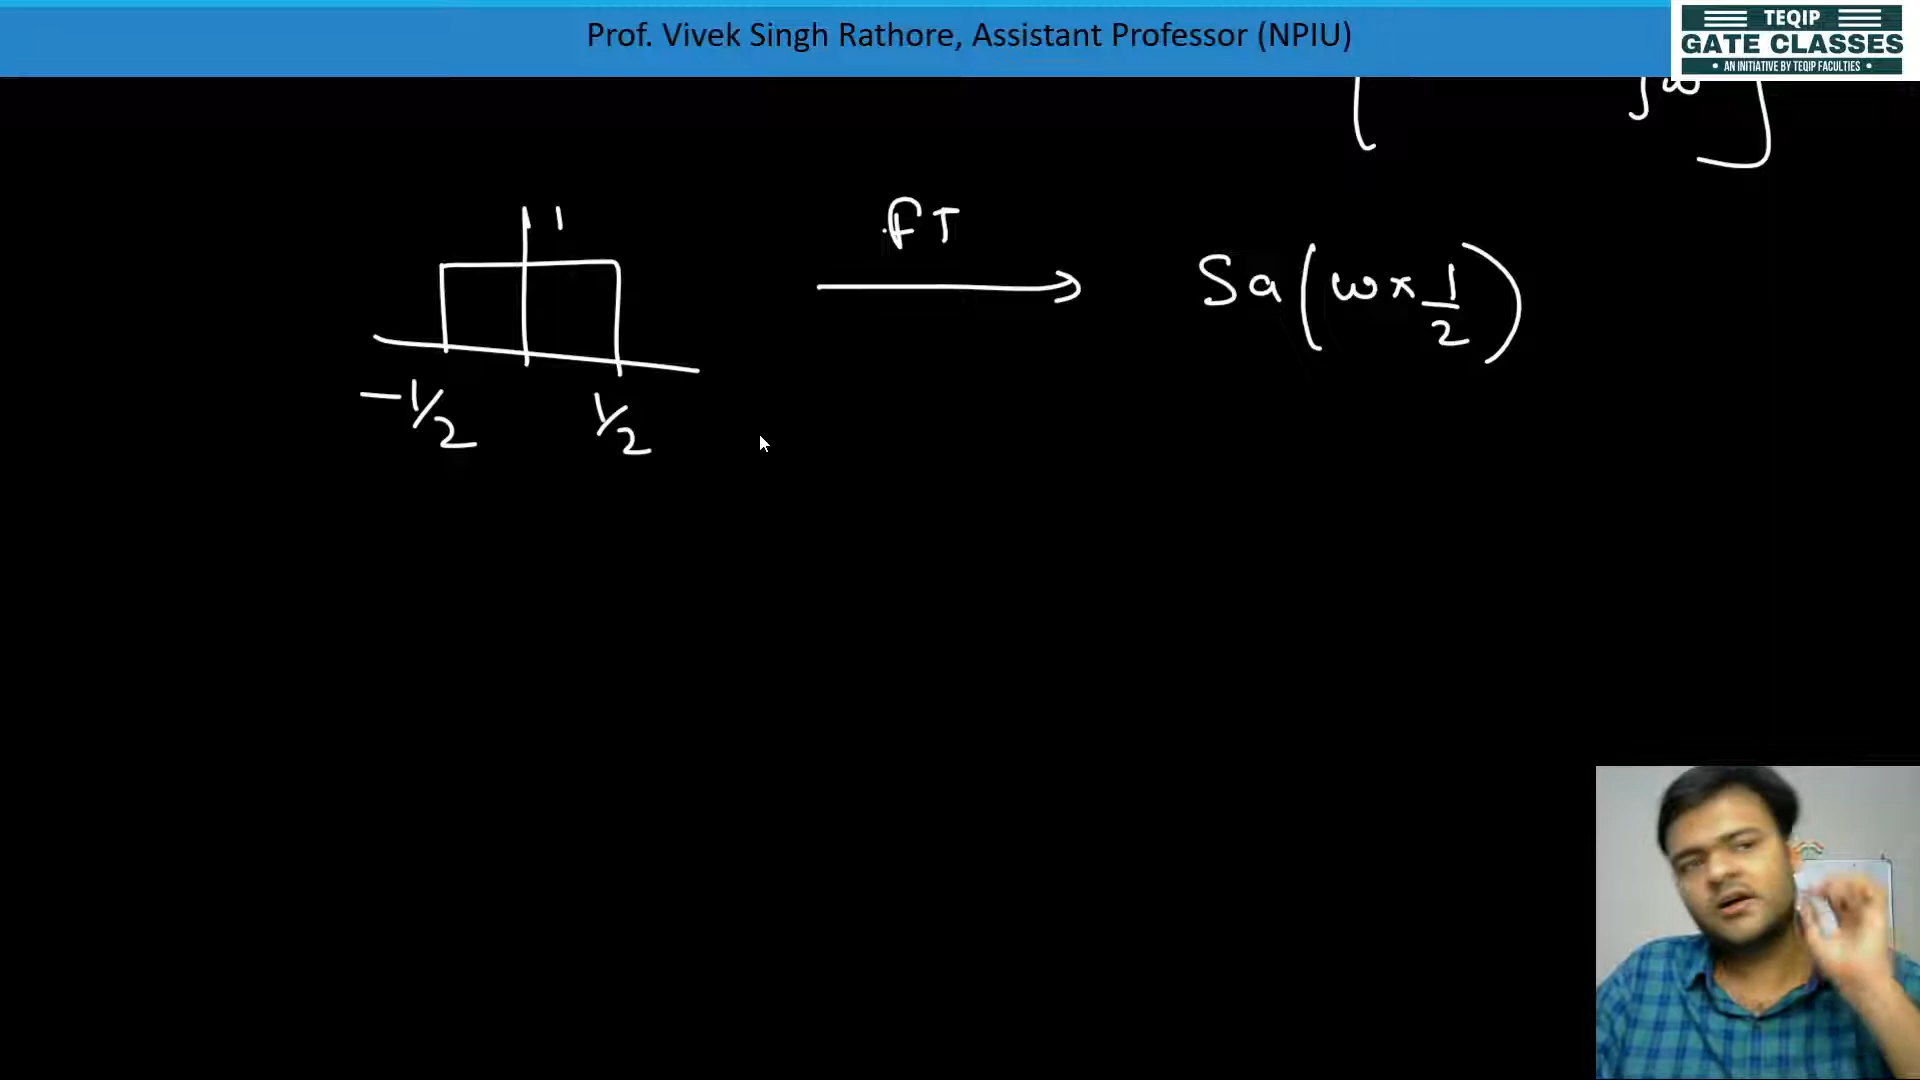 Prof. Vivek Singh Rathore, Assistant Professor (NPIU)
TEQIP
GATE CLASSES
• AN INITIATIVE BY TEQIP FACULTIES •
jω
1
FT
Sa(ω×1/2)
-1/2
1/2